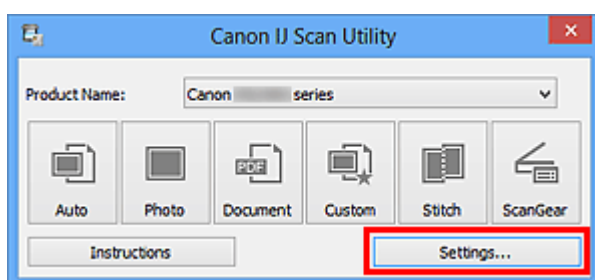 Canon IJ Scan Utility
Product Name: Canon series
PDF
Auto Photo Document Custom Stitch ScanGear
Instructions Settings...